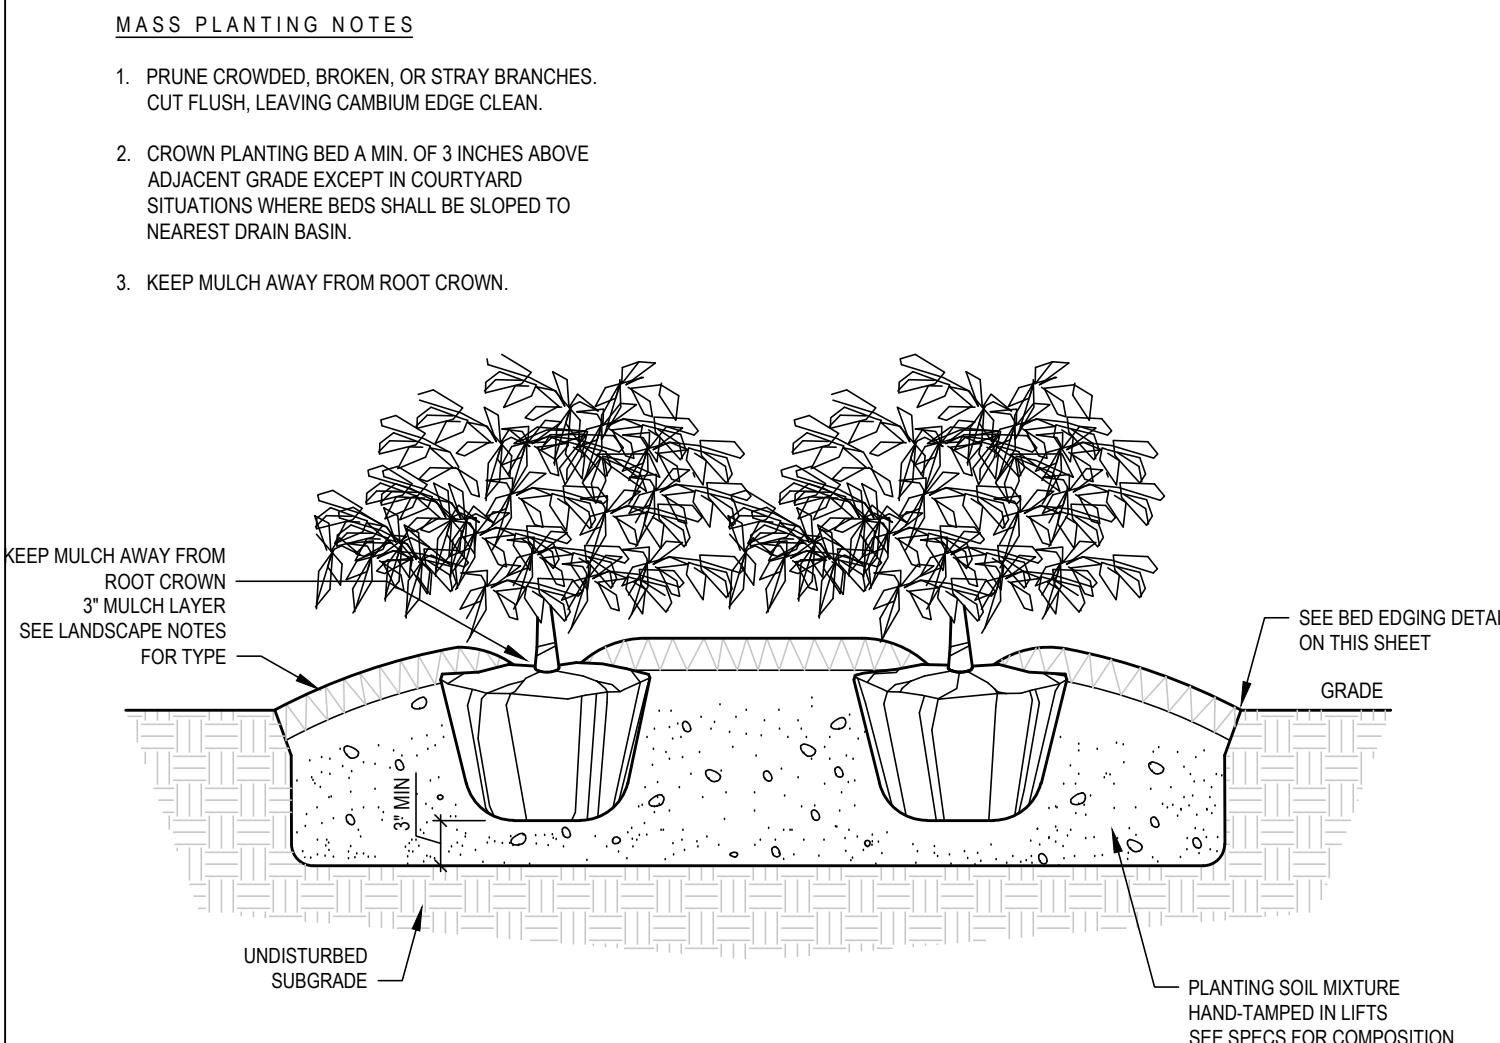 MASS PLANTING NOTES
1. PRUNE CROWDED, BROKEN, OR STRAY BRANCHES.
CUT FLUSH, LEAVING CAMBIUM EDGE CLEAN.
2. CROWN PLANTING BED A MIN. OF 3 INCHES ABOVE
ADJACENT GRADE EXCEPT IN COURTYARD
SITUATIONS WHERE BEDS SHALL BE SLOPED TO
NEAREST DRAIN BASIN.
3. KEEP MULCH AWAY FROM ROOT CROWN.
KEEP MULCH AWAY FROM
ROOT CROWN
3" MULCH LAYER
SEE LANDSCAPE NOTES
FOR TYPE
SEE BED EDGING DETAI
ON THIS SHEET
GRADE
3" MIN
UNDISTURBED
SUBGRADE
PLANTING SOIL MIXTURE
HAND-TAMPED IN LIFTS
SEE SPECS FOR COMPOSITION